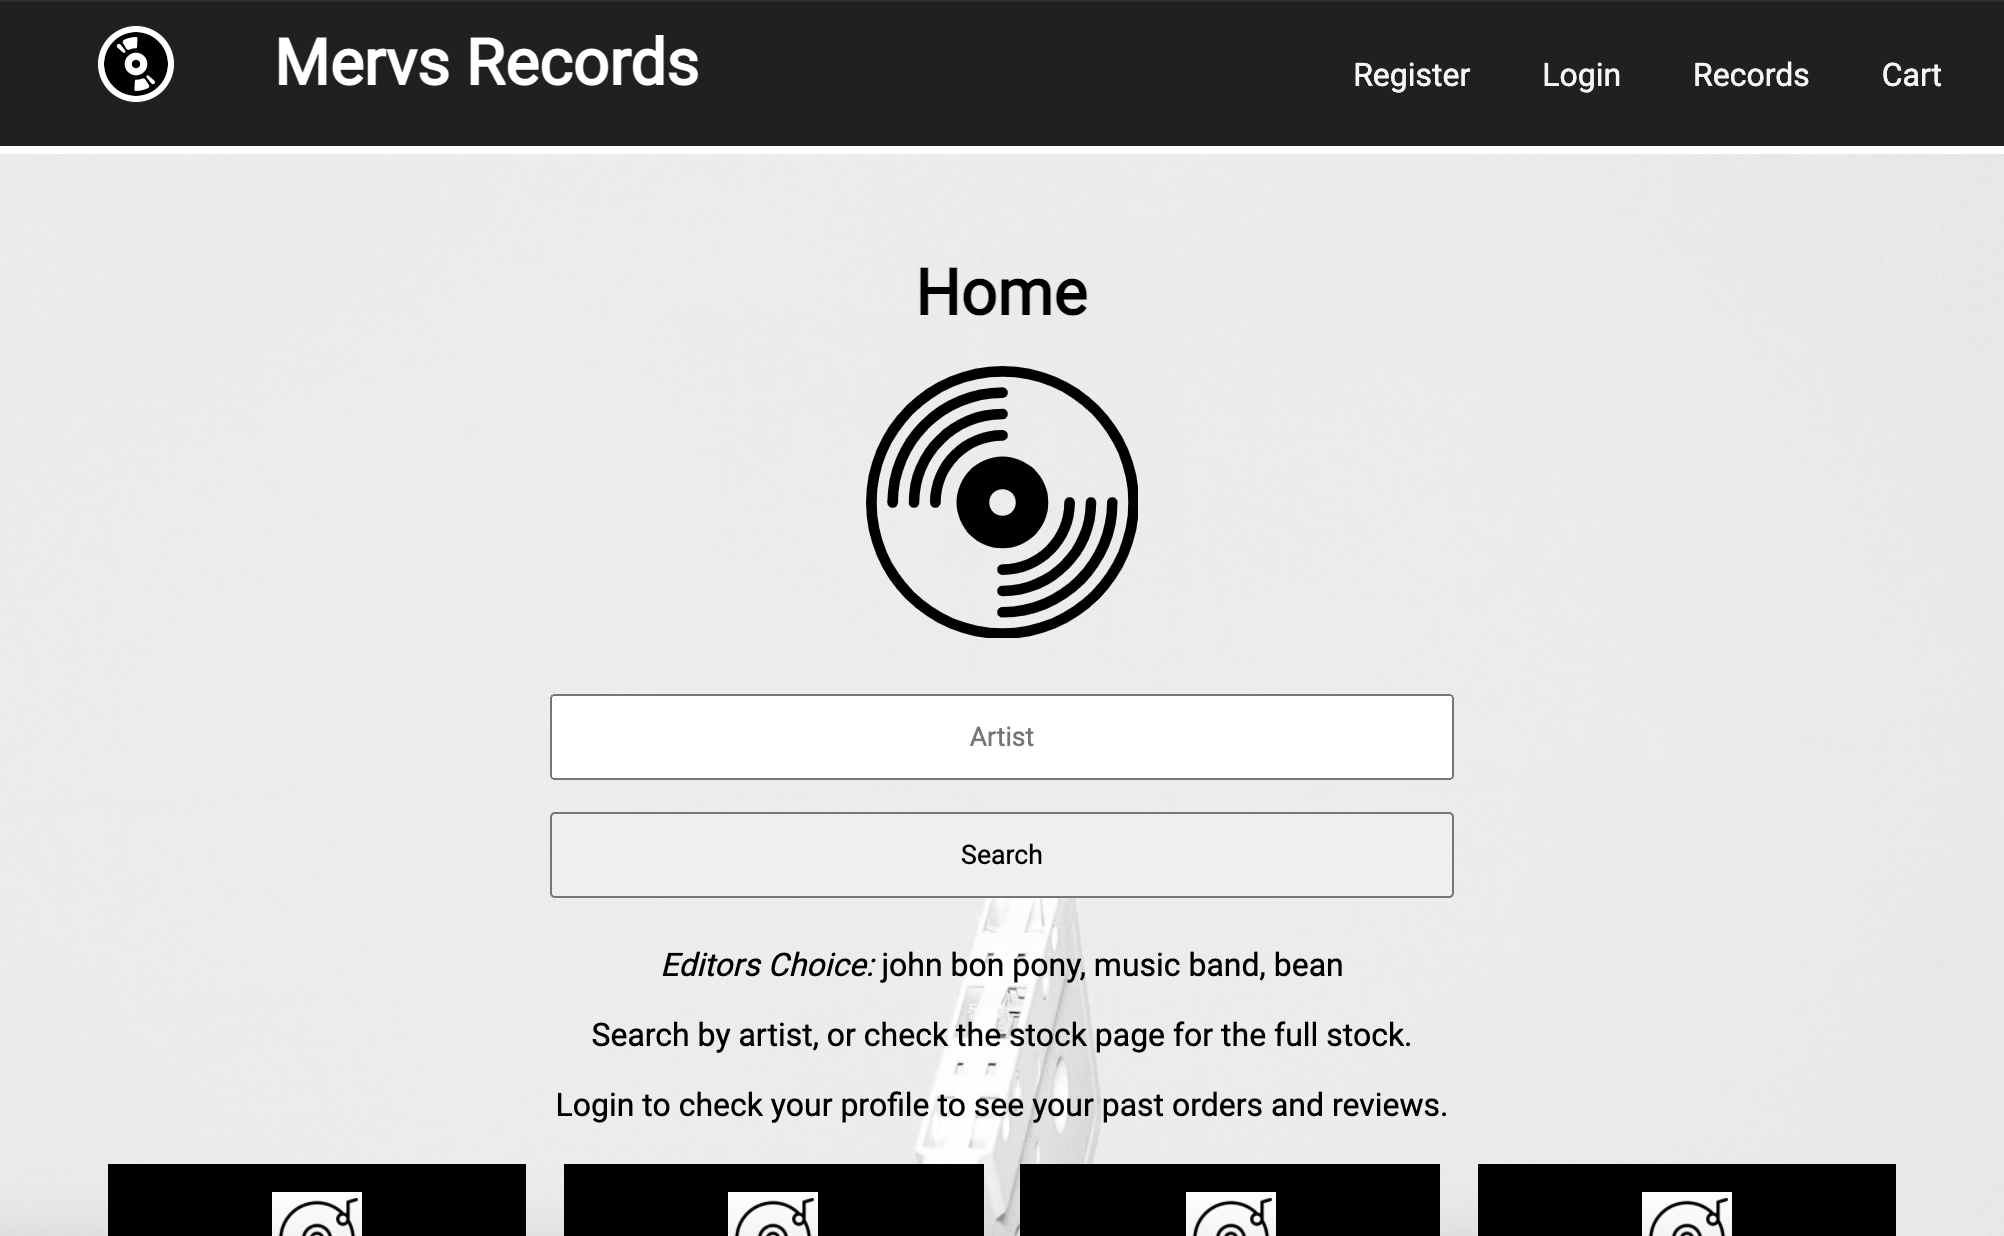 Mervs Records
Register Login Records Cart
Home
Artist
Search
Editors Choice: john bon pony, music band, bean
Search by artist, or check the stock page for the full stock.
Login to check your profile to see your past orders and reviews.